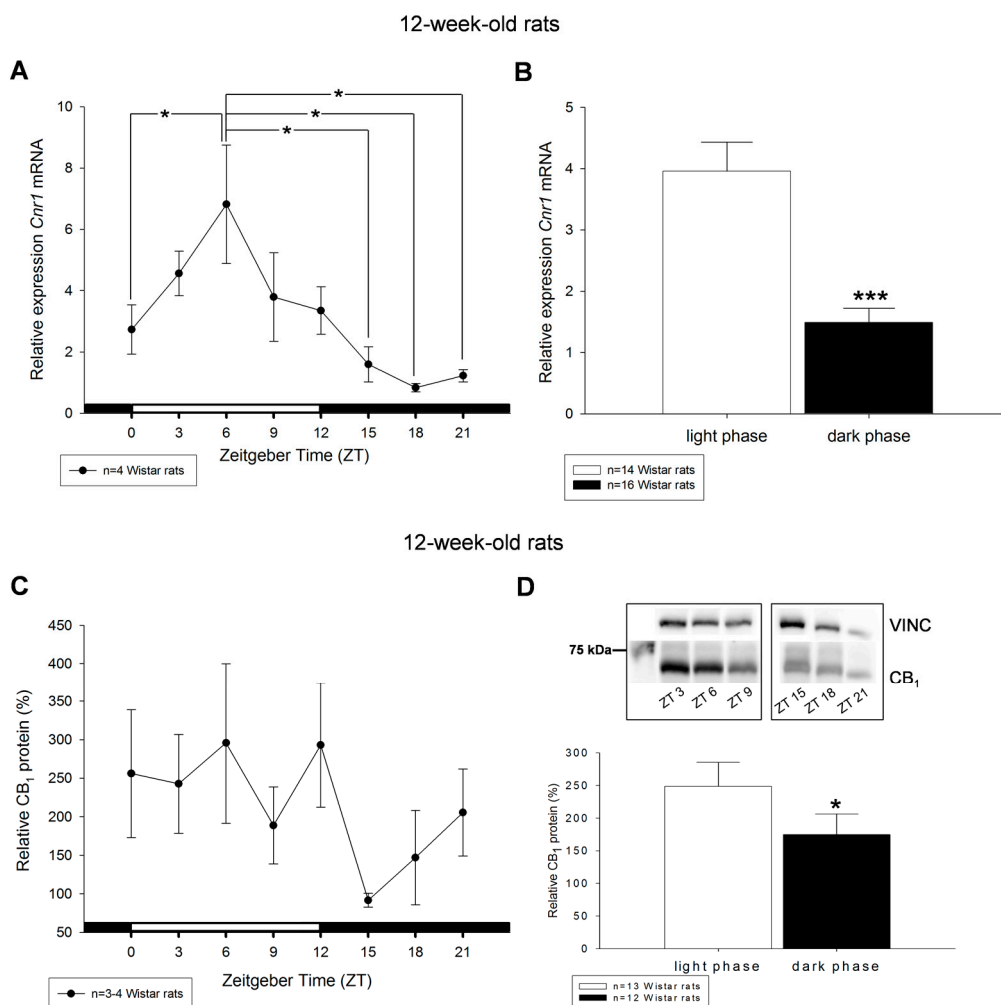 12-week-old rats
A
Relative expression Cnr1 mRNA
10
8
6
4
2
0
*
*
*
*
0 3 6 9 12 15 18 21
Zeitgeber Time (ZT)
n=4 Wistar rats
B
Relative expression Cnr1 mRNA
5
4
3
2
1
0
***
light phase dark phase
n=14 Wistar rats
n=16 Wistar rats
12-week-old rats
C
Relative CB1 protein (%)
450
400
350
300
250
200
150
100
50
0 3 6 9 12 15 18 21
Zeitgeber Time (ZT)
n=3-4 Wistar rats
D
VINC
75 kDa
CB1
ZT 3 ZT 6 ZT 9 ZT 15 ZT 18 ZT 21
Relative CB1 protein (%)
300
250
200
150
100
50
0
*
light phase dark phase
n=13 Wistar rats
n=12 Wistar rats